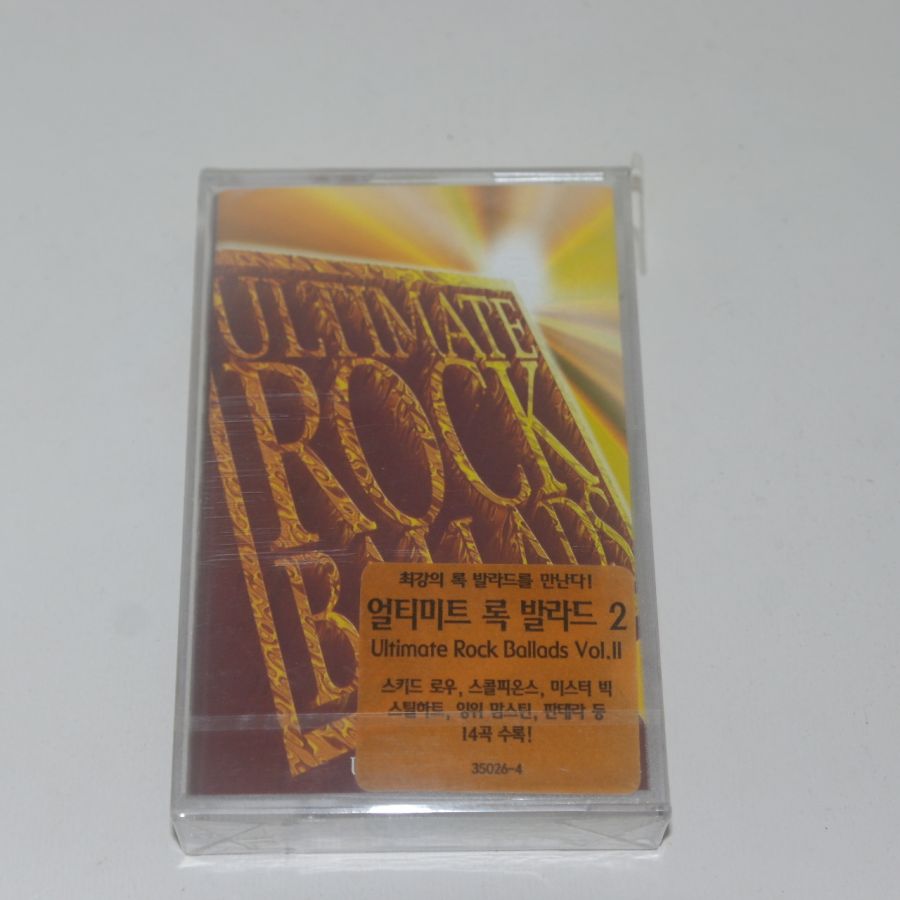 ULTIMATE
ROCK
BALLADS
최강의 록 발라드를 만난다!
얼티미트 록 발라드 2
Ultimate Rock Ballads Vol.II
스키드 로우, 스콜피온스, 미스터 빅
스틸하트, 잉위 맘스틴, 판테라 등
14곡 수록!
35026-4